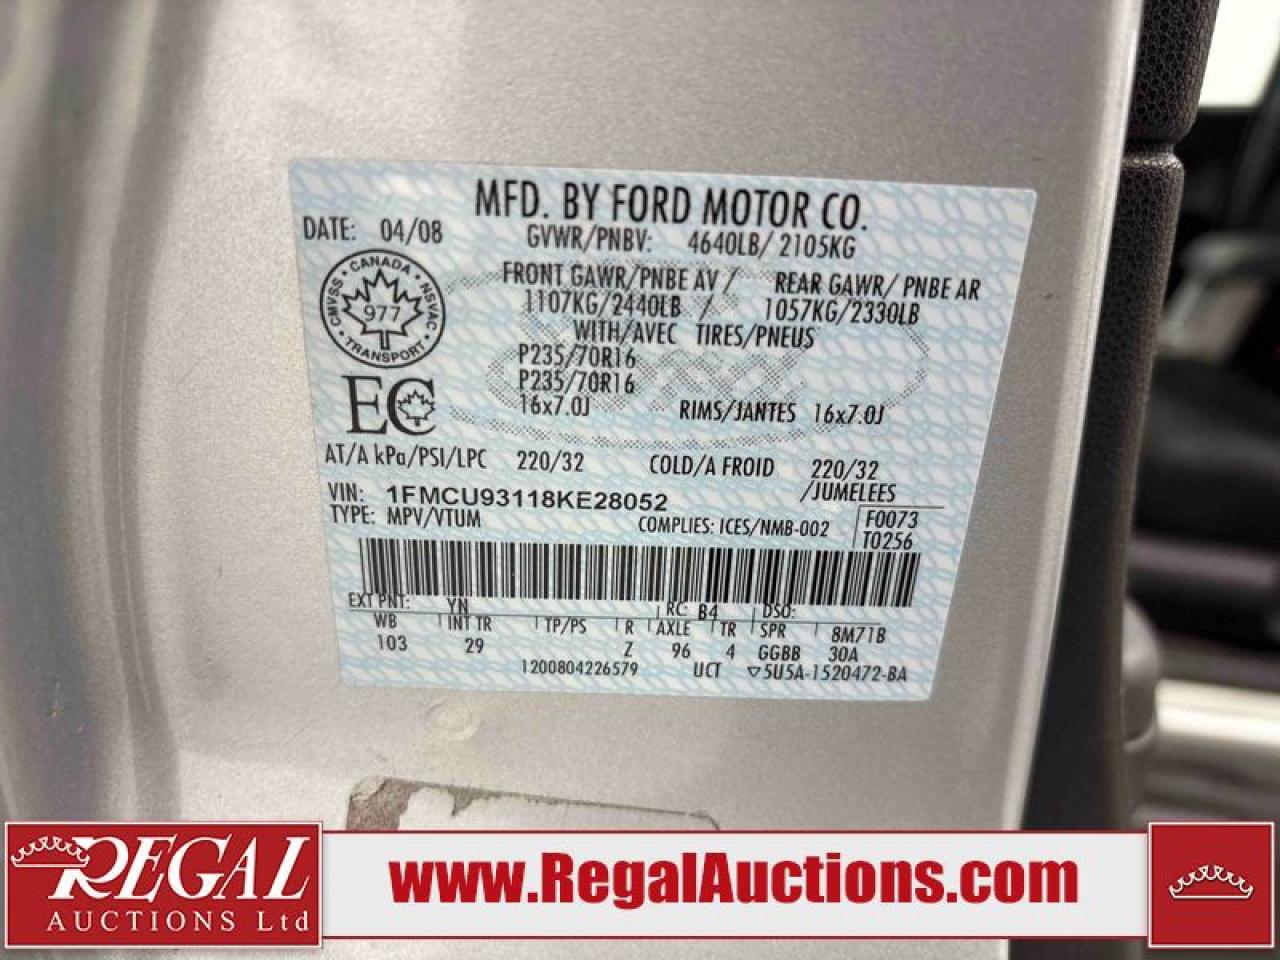 MFD. BY FORD MOTOR CO.
DATE: 04/08
GVWR/PNBV: 4640LB/ 2105KG
FRONT GAWR/PNBE AV / REAR GAWR/ PNBE AR
1107KG/2440LB / 1057KG/2330LB
WITH/AVEC TIRES/PNEUS
CANADA
CMVSS 977 NSVAC
TRANSPORT
P235/70R16
P235/70R16
EC
16x7.0J RIMS/JANTES 16x7.0J
AT/A kPa/PSI/LPC 220/32 COLD/A FROID 220/32
/JUMELEES
VIN: 1FMCU93118KE28052
TYPE: MPV/VTUM COMPLIES: ICES/NMB-002 F0073
T0256
EXT PNT: YN RC: B4 DSO:
WB INT TR TP/PS R AXLE TR SPR 8M71B
103 29 Z 96 4 GGBB 30A
1200804226579 UCT ▽5U5A-1520472-BA
REGAL
AUCTIONS Ltd
www.RegalAuctions.com